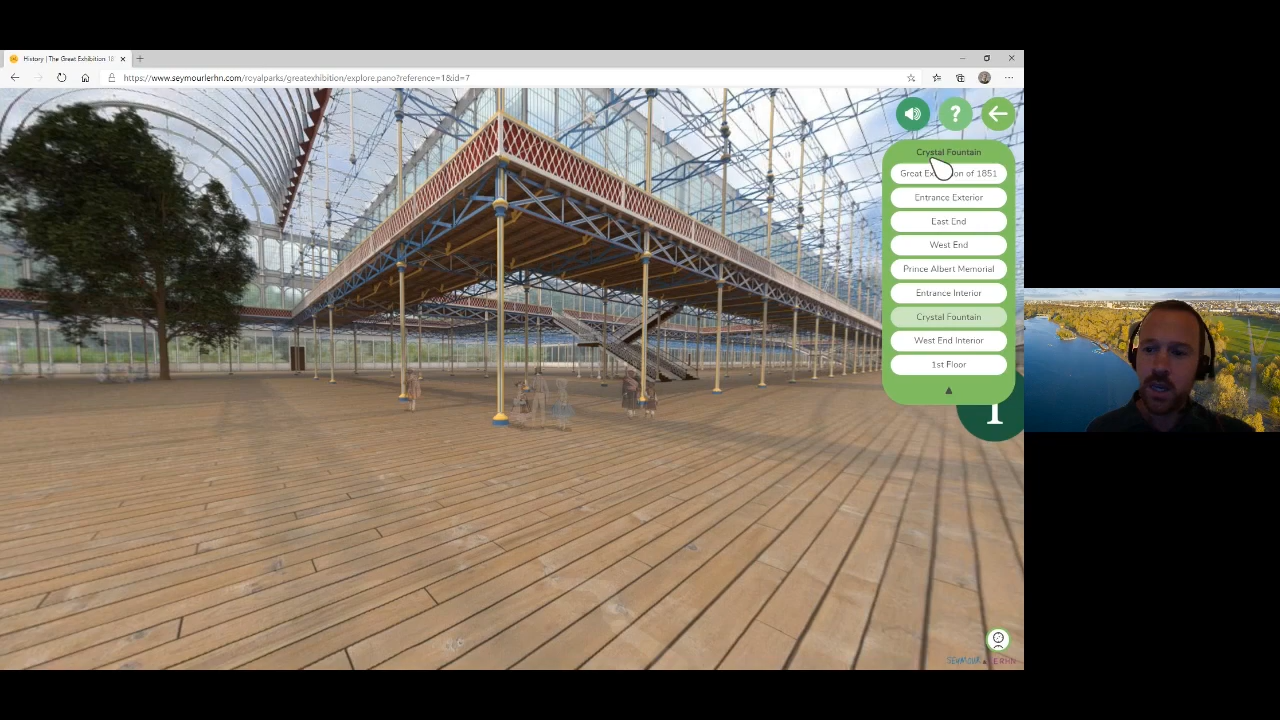 History | The Great Exhibition 18
https://www.seymourlerhn.com/royalparks/greatexhibition/explore.pano?reference=1&id=7
?
Crystal Fountain
Great Ex on of 1851
Entrance Exterior
East End
West End
Prince Albert Memorial
Entrance Interior
Crystal Fountain
West End Interior
1st Floor
SEYMOUR LERHN